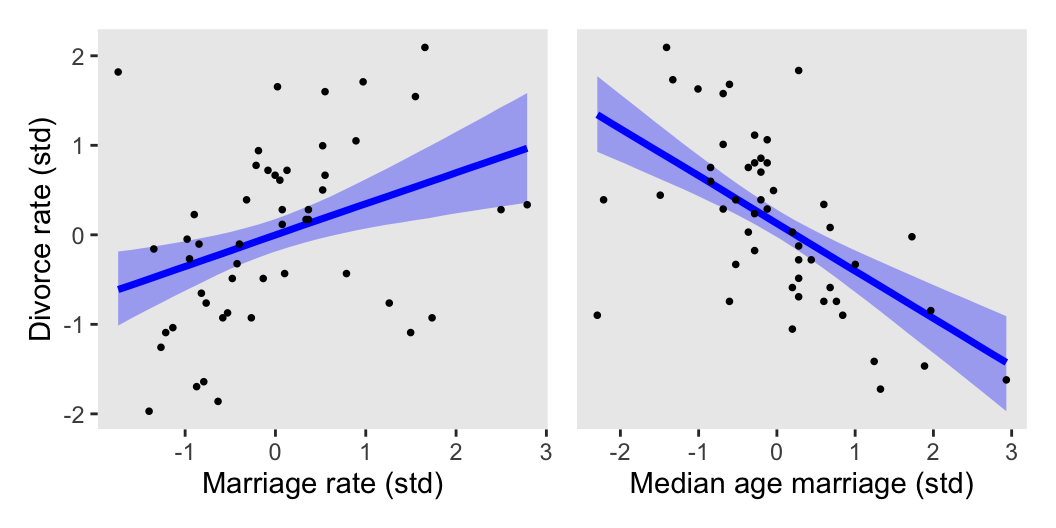 Divorce rate (std)
2
1
0
-1
-2
-1 0 1 2 3
Marriage rate (std)
-2 -1 0 1 2 3
Median age marriage (std)